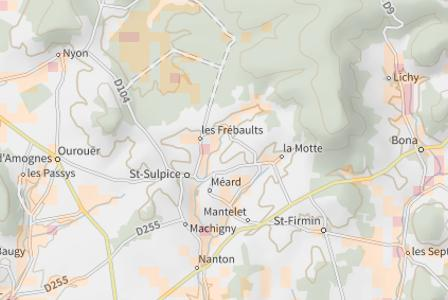 D9
Nyon
Lichy
D104
les Frébaults
Bona
la Motte
Ourouër
d'Amognes
les Passys
St-Sulpice
Méard
Mantelet
St-Firmin
D255
Machigny
Baugy
Nanton
les Sept
D255